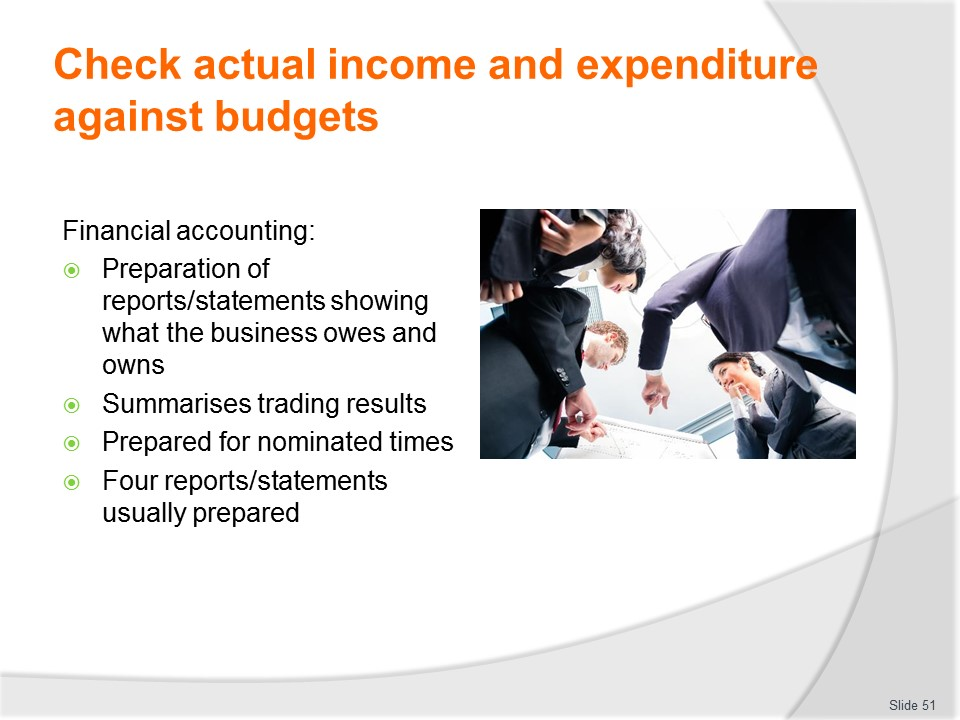 Check actual income and expenditure
against budgets
Financial accounting:
Preparation of
reports/statements showing
what the business owes and
owns
Summarises trading results
Prepared for nominated times
Four reports/statements
usually prepared
Slide 51